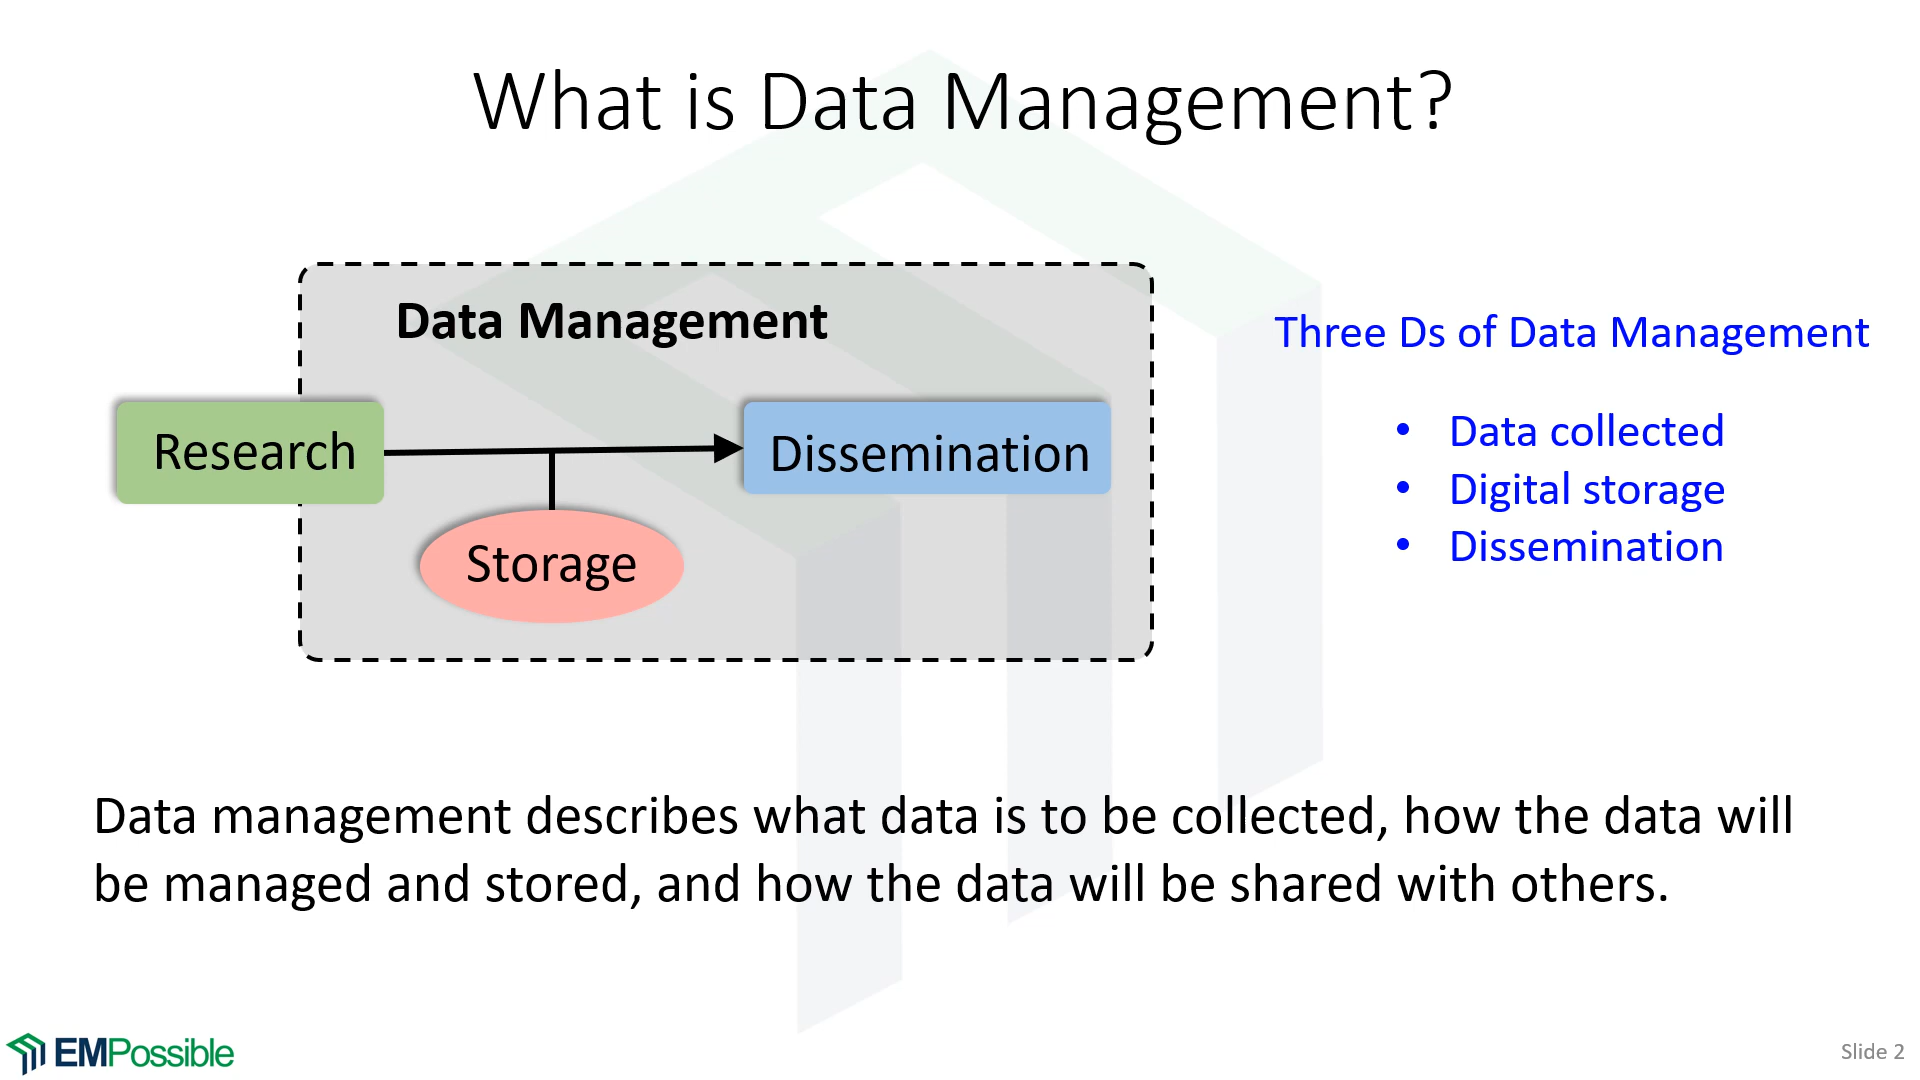 What is Data Management?
Data Management
Research
Dissemination
Storage
Three Ds of Data Management
• Data collected
• Digital storage
• Dissemination
Data management describes what data is to be collected, how the data will
be managed and stored, and how the data will be shared with others.
EMPossible
Slide 2